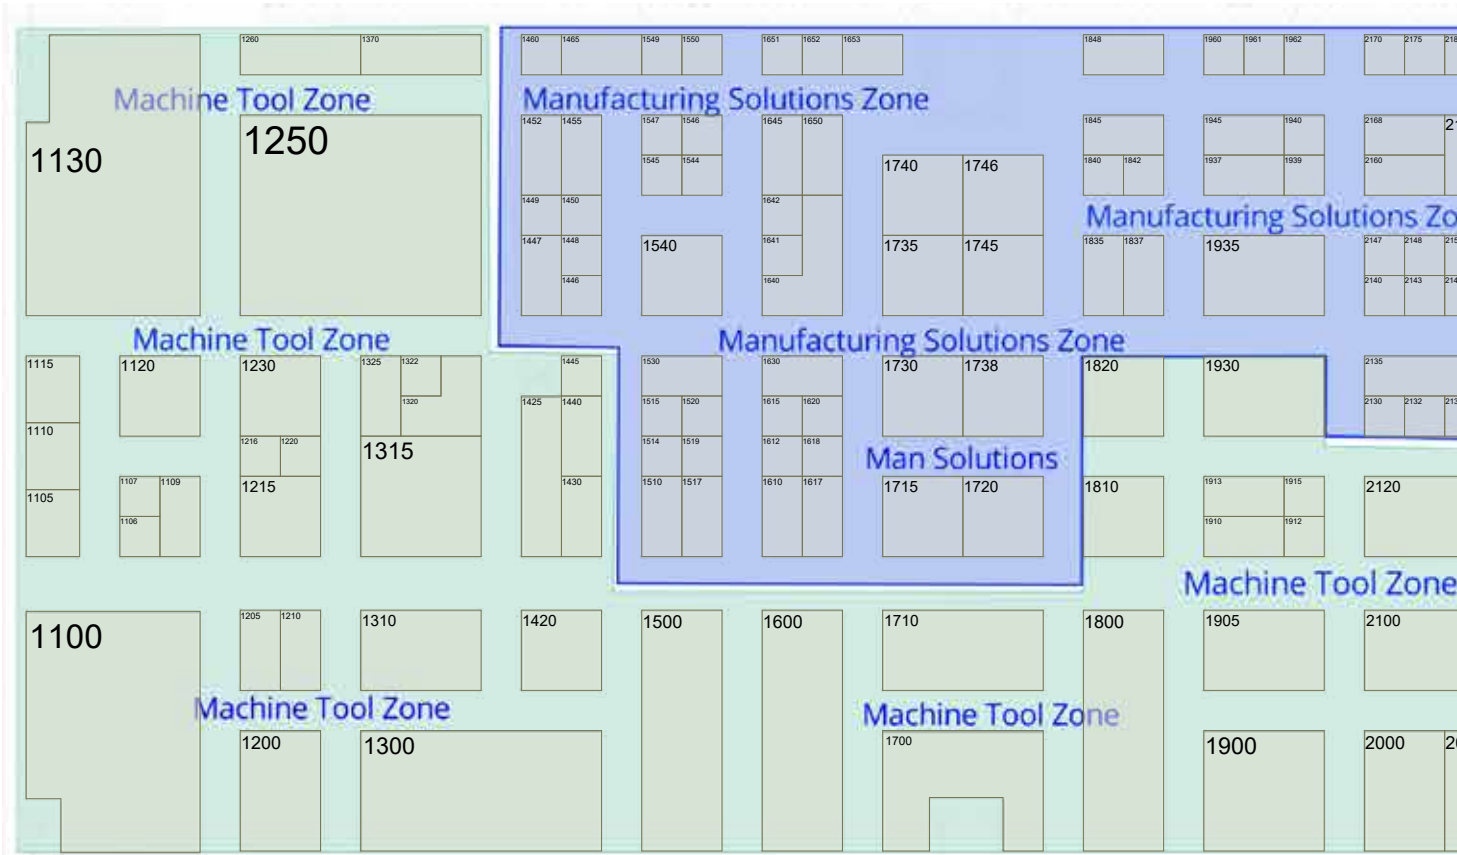 1260 1370 1460 1465 1549 1550 1651 1652 1653 1848 1960 1961 1962 2170 2175
Machine Tool Zone Manufacturing Solutions Zone
1130 1250 1452 1455 1547 1546 1645 1650 1845 1945 1940 2168
1545 1544 1740 1746 1840 1842 1937 1939 2160
1449 1450 1642
Manufacturing Solutions Zo
1447 1448 1540 1641 1735 1745 1835 1837 1935 2147 2148
1446 1640 2140 2143
Machine Tool Zone Manufacturing Solutions Zone
1115 1120 1230 1325 1322 1445 1530 1630 1730 1738 1820 1930 2135
1320 1425 1440 1515 1520 1615 1620 2130 2132
1110 1216 1220 1315 1514 1519 1612 1618
Man Solutions
1105 1107 1109 1215 1430 1510 1517 1610 1617 1715 1720 1810 1913 1915 2120
1106 1910 1912
Machine Tool Zone
1100 1205 1210 1310 1420 1500 1600 1710 1800 1905 2100
Machine Tool Zone Machine Tool Zone
1200 1300 1700 1900 2000